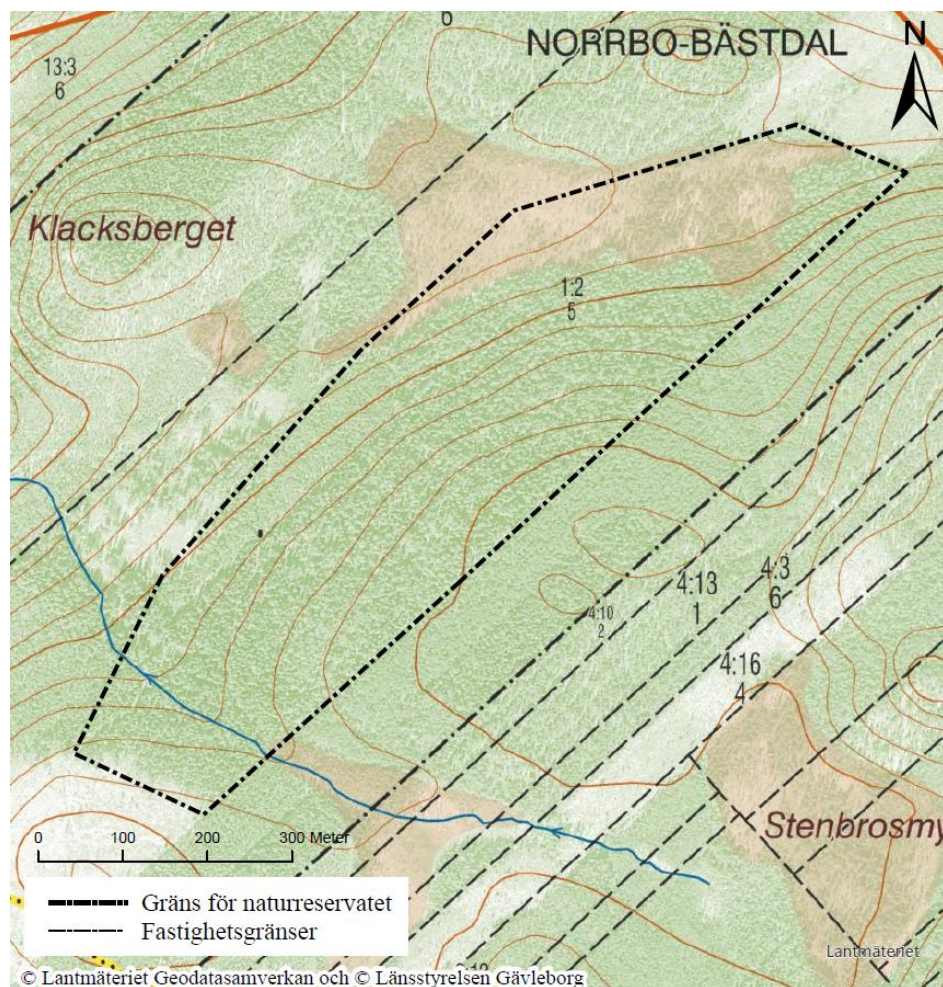 6
NORRBO-BÄSTDAL
N
13:3
6
Klacksberget
1:2
5
4:10
2
4:13
1
4:3
6
4:16
4
Stenbrosmy
0 100 200 300 Meter
Gräns för naturreservatet
Fastighetsgränser
Lantmäteriet
© Lantmäteriet Geodatasamverkan och © Länsstyrelsen Gävleborg